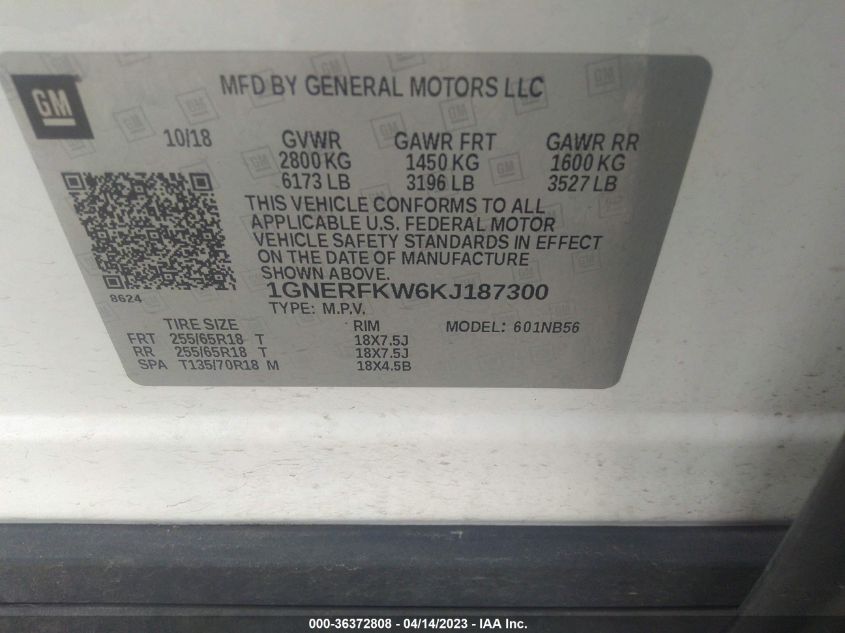 GM
MFD BY GENERAL MOTORS LLC
10/18 GVWR GAWR FRT GAWR RR
2800 KG 1450 KG 1600 KG
6173 LB 3196 LB 3527 LB
THIS VEHICLE CONFORMS TO ALL
APPLICABLE U.S. FEDERAL MOTOR
VEHICLE SAFETY STANDARDS IN EFFECT
ON THE DATE OF MANUFACTURE
SHOWN ABOVE.
8624
1GNERFKW6KJ187300
TYPE: M.P.V.
TIRE SIZE RIM MODEL: 601NB56
FRT 255/65R18 T 18X7.5J
RR 255/65R18 T 18X7.5J
SPA T135/70R18 M 18X4.5B
000-36372808 - 04/14/2023 - IAA Inc.